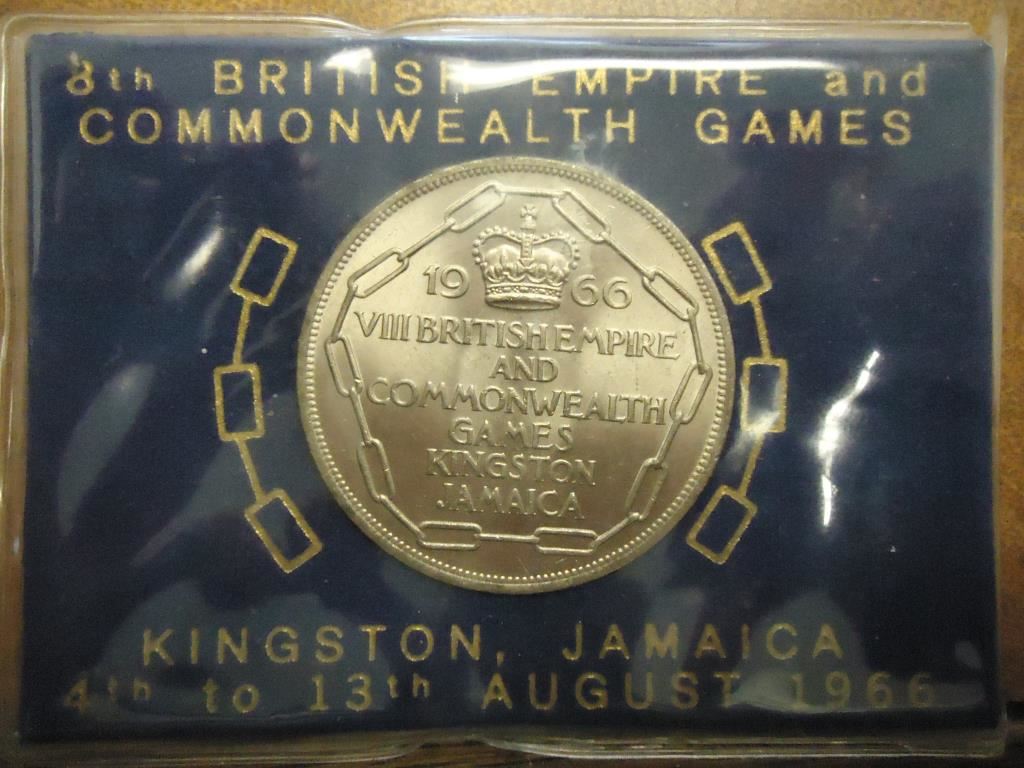 8th BRITISH EMPIRE and
COMMONWEALTH GAMES
19 66
VIII BRITISH EMPIRE
AND
COMMONWEALTH
GAMES
KINGSTON
JAMAICA
KINGSTON, JAMAICA
4th to 13th AUGUST 1966